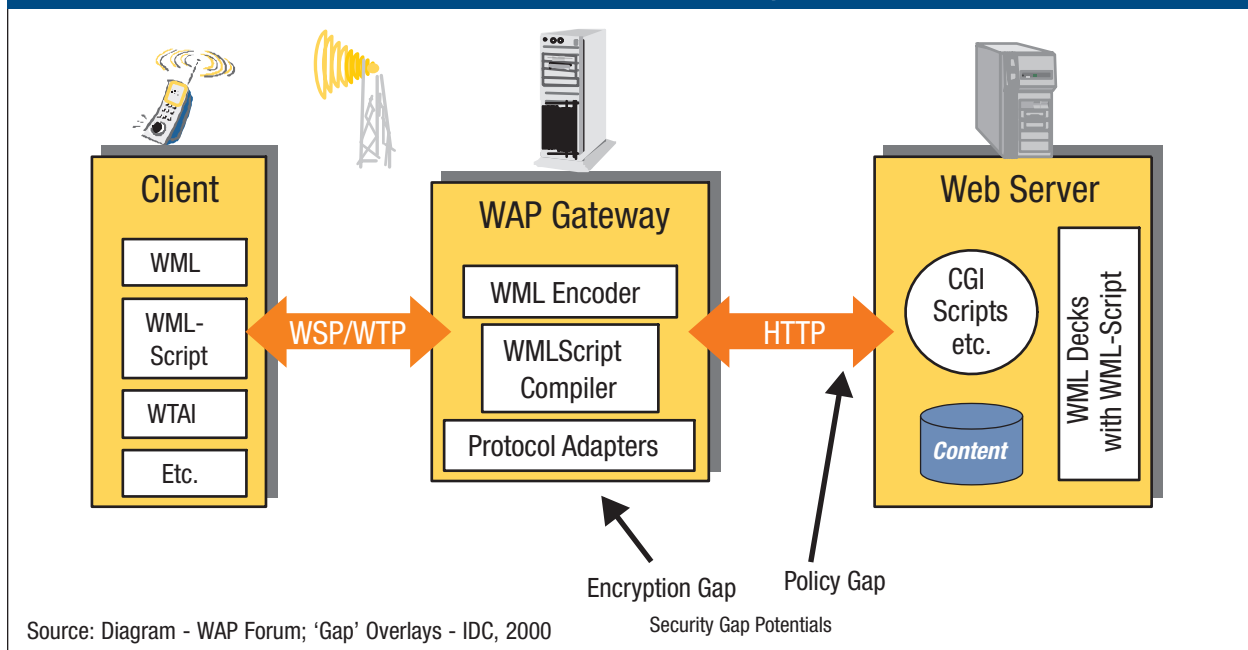 Client
WML
WML-
Script
WTAI
Etc.
WSP/WTP
WAP Gateway
WML Encoder
WMLScript
Compiler
Protocol Adapters
HTTP
Web Server
CGI
Scripts
etc.
Content
WML Decks
with WML-Script
Encryption Gap
Policy Gap
Security Gap Potentials
Source: Diagram - WAP Forum; ‘Gap’ Overlays - IDC, 2000